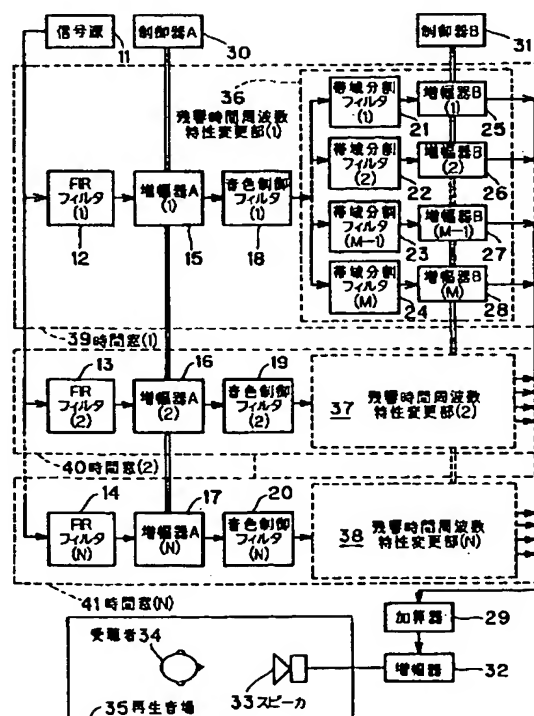 信号源
11
制御器A
30
制御器B
31
36
残響時間周波数
特性変更部(1)
帯域分割
フィルタ
(1)
21
増幅器B
(1)
25
帯域分割
フィルタ
(2)
22
増幅器B
(2)
26
FIR
フィルタ
(1)
12
増幅器A
(1)
15
音色制御
フィルタ
(1)
18
帯域分割
フィルタ
(M-1)
23
増幅器B
(M-1)
27
帯域分割
フィルタ
(M)
24
増幅器B
(M)
28
39時間窓(1)
13
FIR
フィルタ
(2)
16
増幅器A
(2)
19
音色制御
フィルタ
(2)
37
残響時間周波数
特性変更部(2)
40時間窓(2)
14
FIR
フィルタ
(N)
17
増幅器A
(N)
20
音色制御
フィルタ
(N)
38
残響時間周波数
特性変更部(N)
41時間窓(N)
加算器
29
増幅器
32
受聴者34
33スピーカ
35再生音場